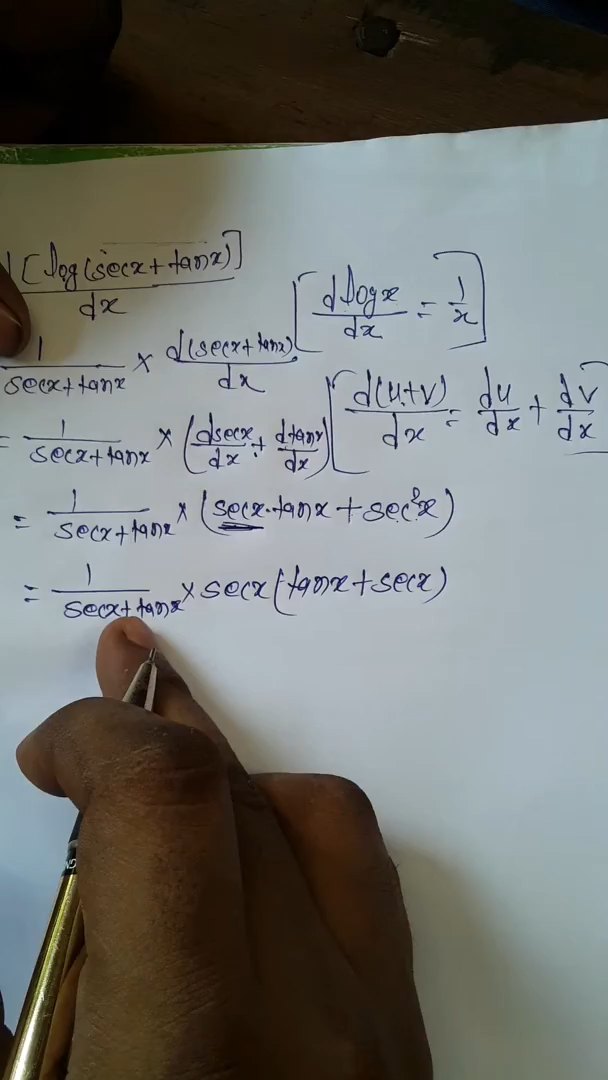 d[log(secx+tanx)]/dx [dlogx/dx = 1/x]
1/secx+tanx × d(secx+tanx)/dx
= 1/secx+tanx × (dsecx/dx + dtanx/dx) [d(u+v)/dx = du/dx + dv/dx]
= 1/secx+tanx × (secx·tanx+sec²x)
= 1/secx+tanx × secx(tanx+secx)